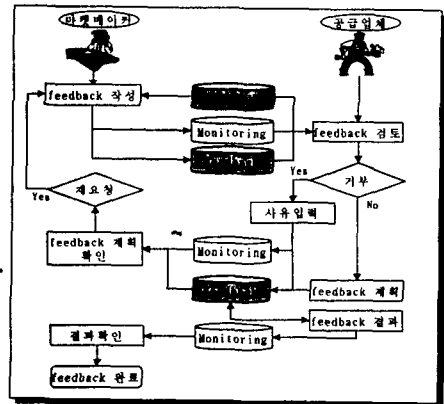 마켓메이커
공급업체
feedback 작성
Monitoring
feedback 검토
Yes
재요청
Yes
거부
No
사유입력
feedback 계획
확인
Monitoring
feedback 계획
feedback 결과
결과확인
Monitoring
feedback 완료